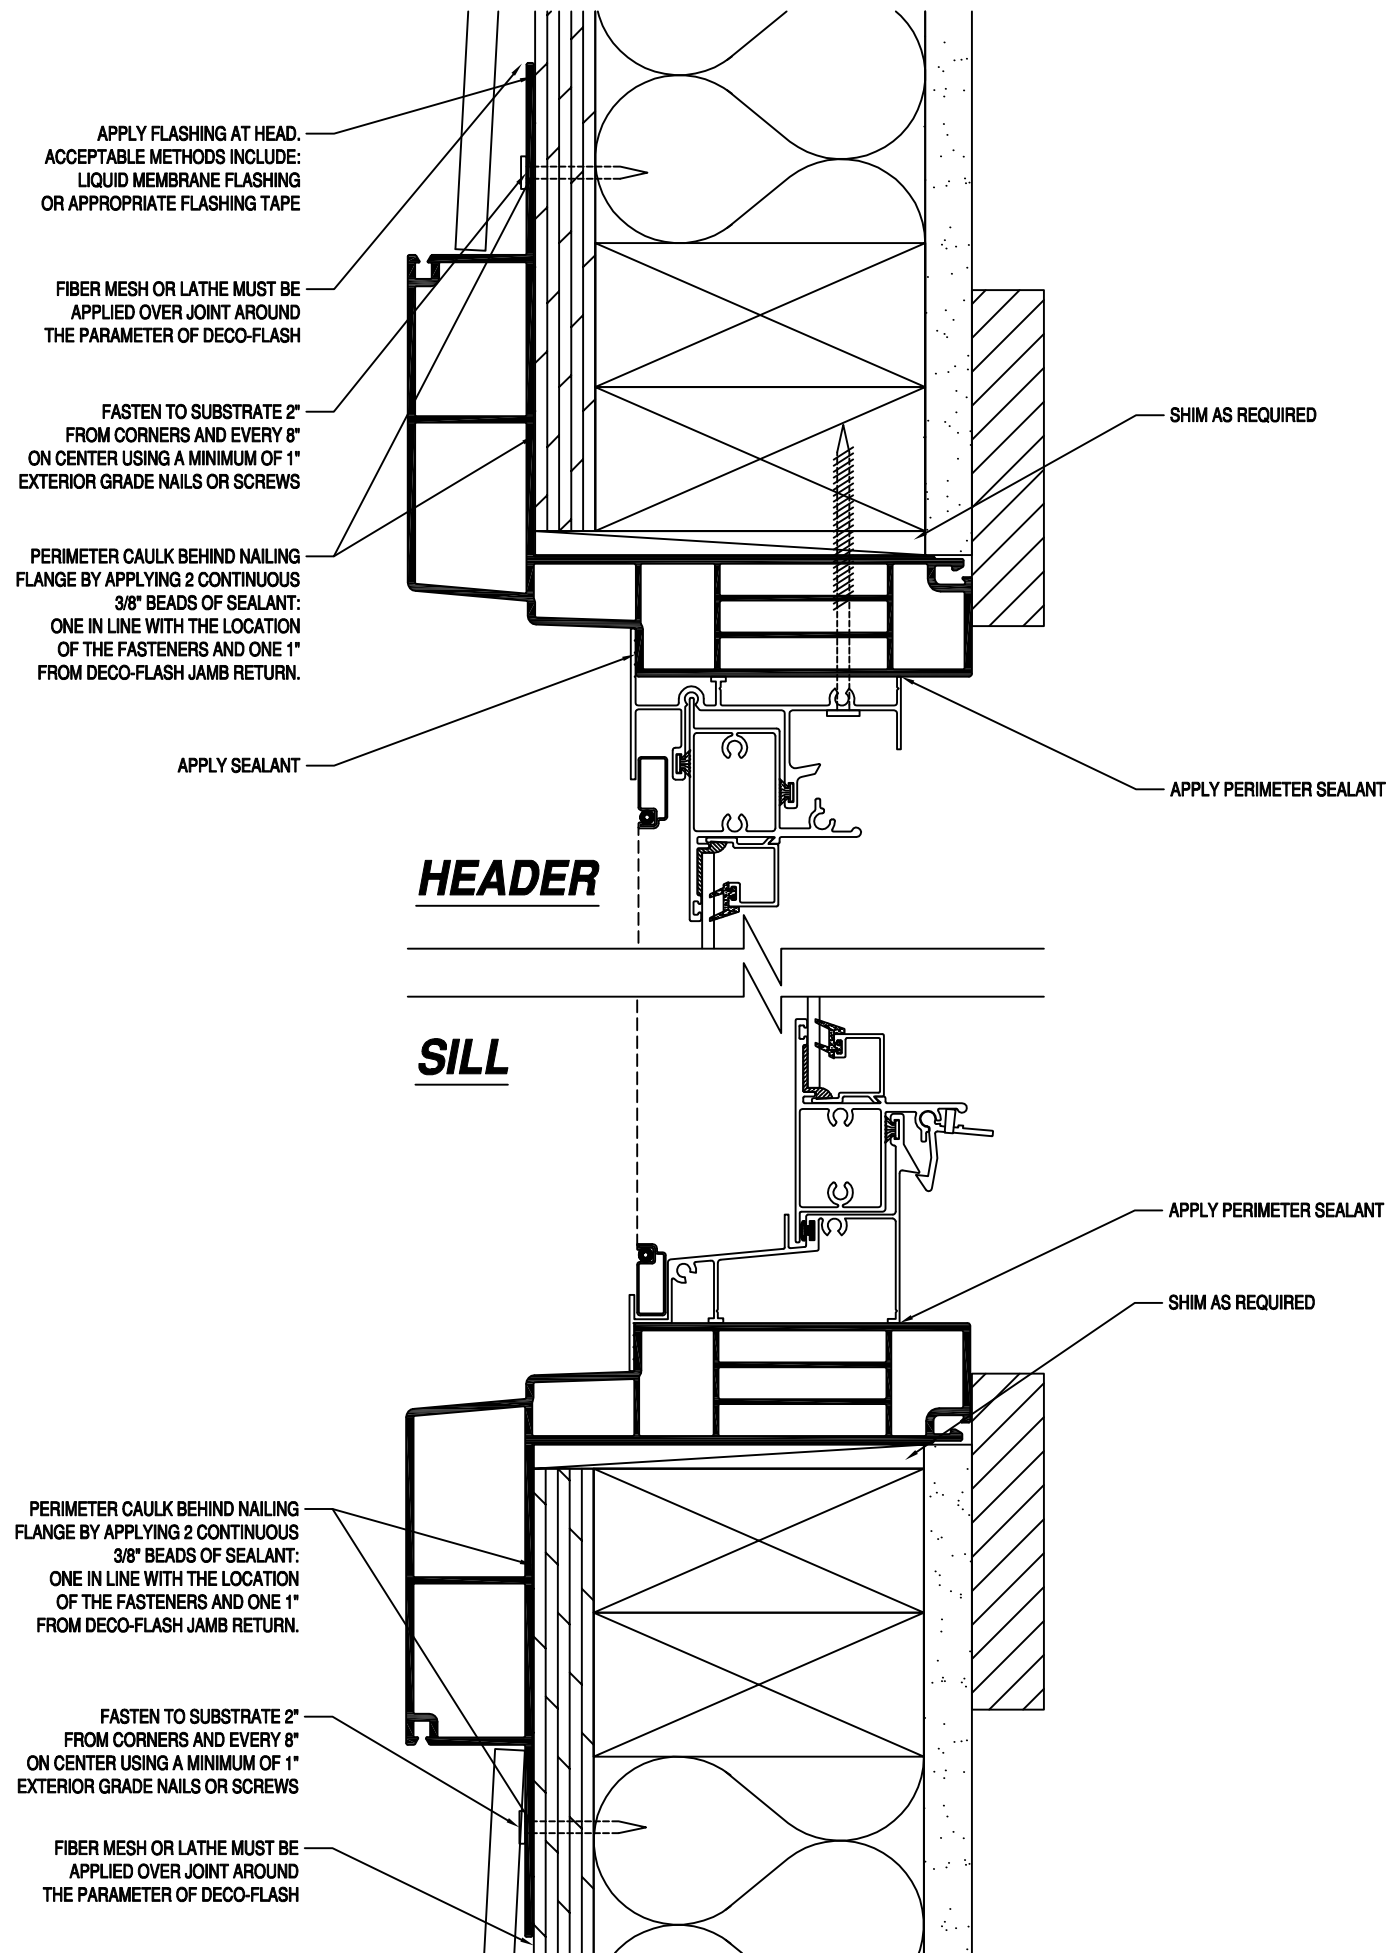 APPLY FLASHING AT HEAD.
ACCEPTABLE METHODS INCLUDE:
LIQUID MEMBRANE FLASHING
OR APPROPRIATE FLASHING TAPE
FIBER MESH OR LATHE MUST BE
APPLIED OVER JOINT AROUND
THE PARAMETER OF DECO-FLASH
FASTEN TO SUBSTRATE 2"
FROM CORNERS AND EVERY 8"
ON CENTER USING A MINIMUM OF 1"
EXTERIOR GRADE NAILS OR SCREWS
SHIM AS REQUIRED
PERIMETER CAULK BEHIND NAILING
FLANGE BY APPLYING 2 CONTINUOUS
3/8" BEADS OF SEALANT:
ONE IN LINE WITH THE LOCATION
OF THE FASTENERS AND ONE 1"
FROM DECO-FLASH JAMB RETURN.
APPLY SEALANT
APPLY PERIMETER SEALANT
HEADER
SILL
APPLY PERIMETER SEALANT
SHIM AS REQUIRED
PERIMETER CAULK BEHIND NAILING
FLANGE BY APPLYING 2 CONTINUOUS
3/8" BEADS OF SEALANT:
ONE IN LINE WITH THE LOCATION
OF THE FASTENERS AND ONE 1"
FROM DECO-FLASH JAMB RETURN.
FASTEN TO SUBSTRATE 2"
FROM CORNERS AND EVERY 8"
ON CENTER USING A MINIMUM OF 1"
EXTERIOR GRADE NAILS OR SCREWS
FIBER MESH OR LATHE MUST BE
APPLIED OVER JOINT AROUND
THE PARAMETER OF DECO-FLASH